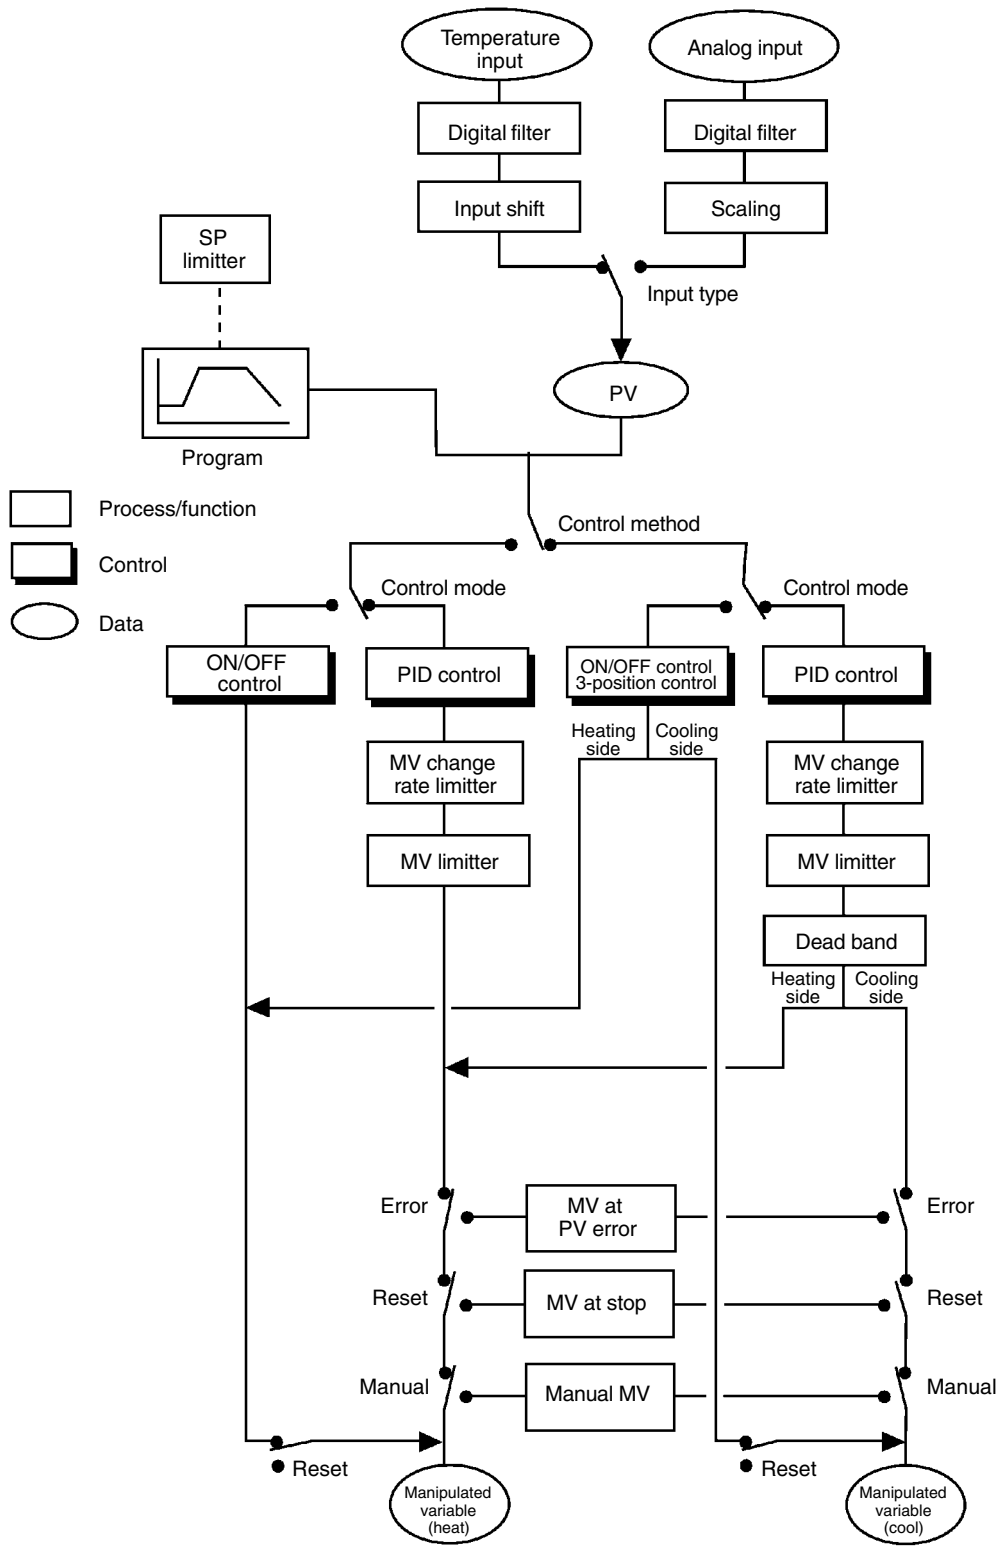 Temperature
input
Analog input
Digital filter
Digital filter
Input shift
Scaling
SP
limitter
Input type
PV
Program
Process/function
Control method
Control
Control mode
Control mode
Data
ON/OFF
control
PID control
ON/OFF control
3-position control
PID control
Heating
side
Cooling
side
MV change
rate limitter
MV change
rate limitter
MV limitter
MV limitter
Dead band
Heating
side
Cooling
side
Error
MV at
PV error
Error
Reset
MV at stop
Reset
Manual
Manual MV
Manual
Reset
Reset
Manipulated
variable
(heat)
Manipulated
variable
(cool)